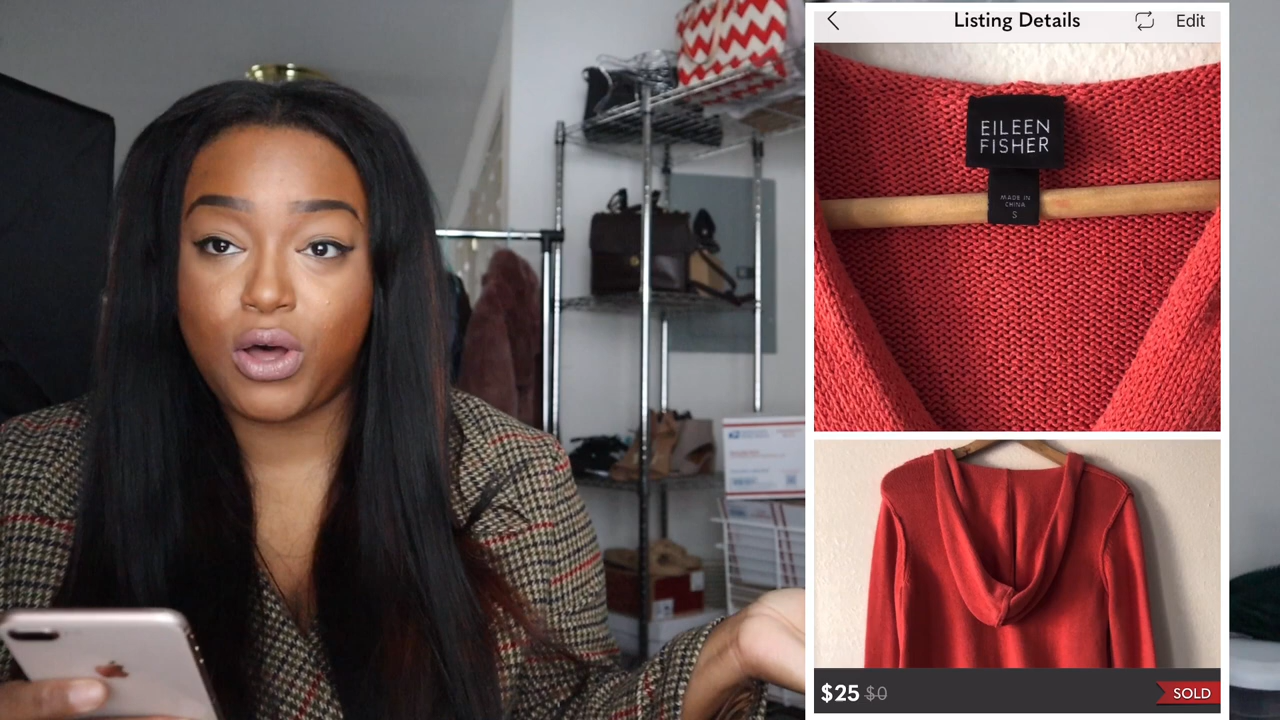 Listing Details
Edit
EILEEN
FISHER
MADE IN
CHINA
S
$25 $0
SOLD